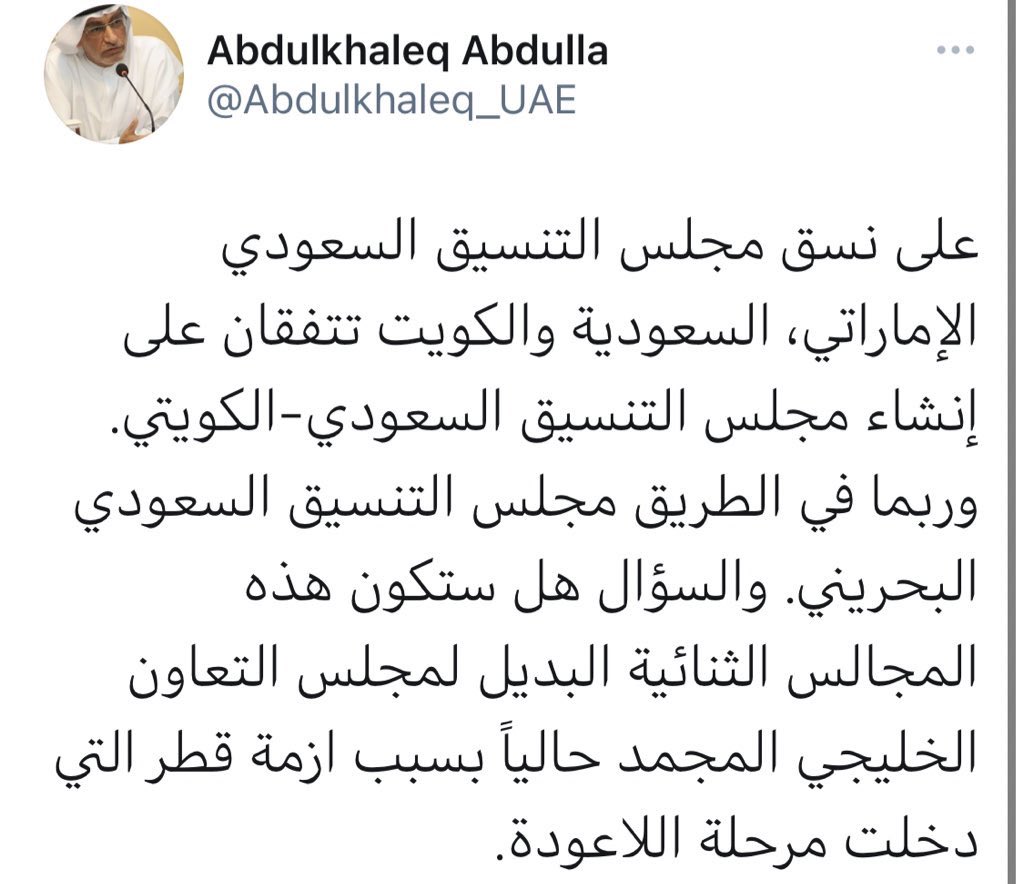 Abdulkhaleq Abdulla
@Abdulkhaleq_UAE
على نسق مجلس التنسيق السعودي
الإماراتي، السعودية والكويت تتفقان على
إنشاء مجلس التنسيق السعودي-الكويتي.
وربما في الطريق مجلس التنسيق السعودي
البحريني. والسؤال هل ستكون هذه
المجالس الثنائية البديل لمجلس التعاون
الخليجي المجمد حالياً بسبب ازمة قطر التي
دخلت مرحلة اللاعودة.